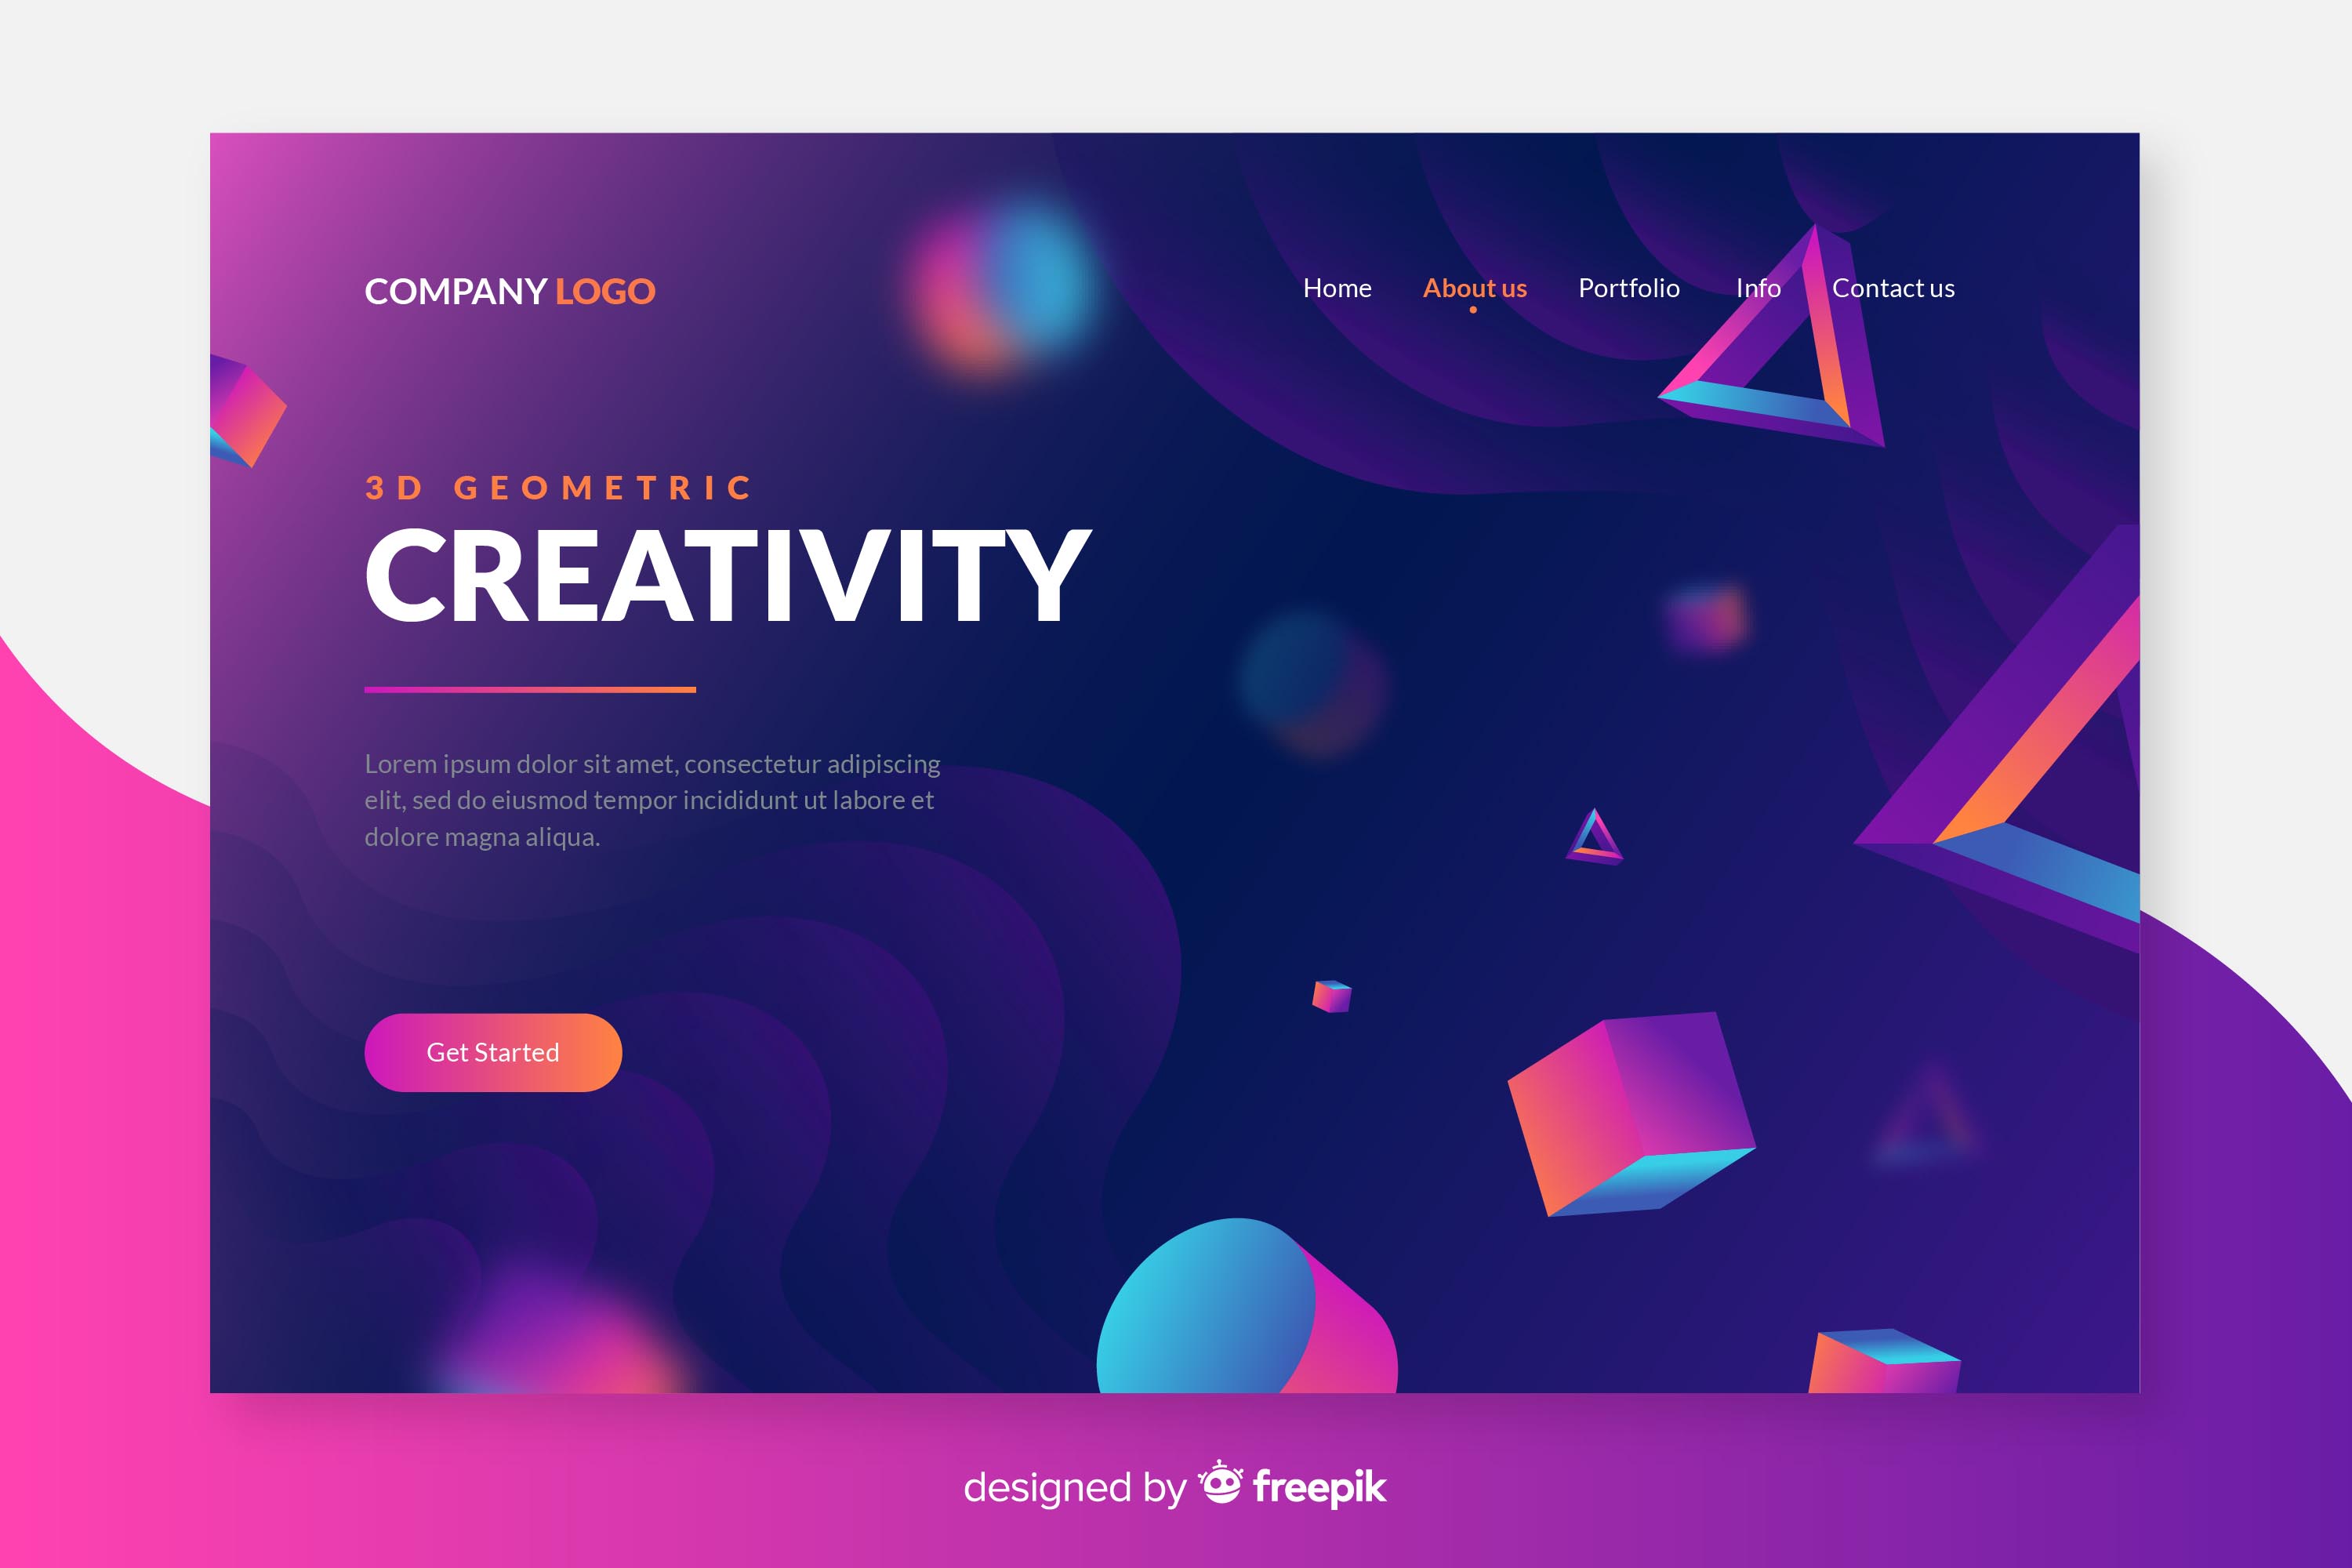 COMPANY LOGO
Home About us Portfolio Info Contact us
3D GEOMETRIC
CREATIVITY
Lorem ipsum dolor sit amet, consectetur adipiscing
elit, sed do eiusmod tempor incididunt ut labore et
dolore magna aliqua.
Get Started
designed by freepik